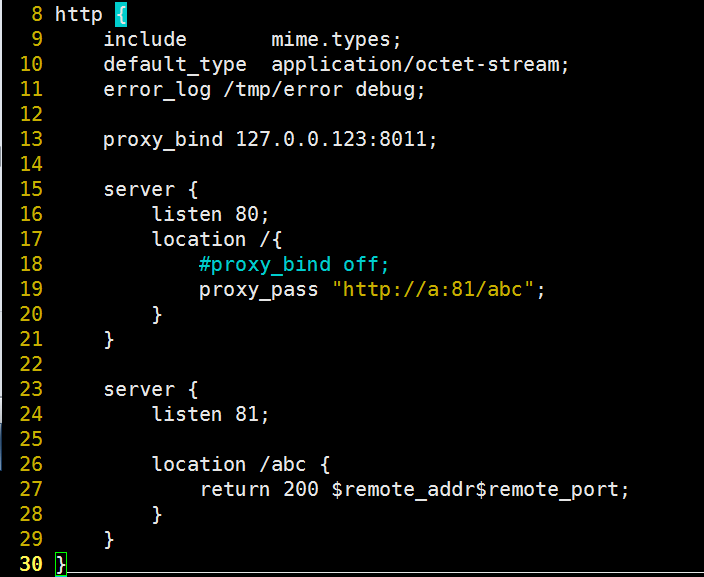 8 http {
9     include       mime.types;
10     default_type  application/octet-stream;
11     error_log /tmp/error debug;
12
13     proxy_bind 127.0.0.123:8011;
14
15     server {
16         listen 80;
17         location /{
18             #proxy_bind off;
19             proxy_pass "http://a:81/abc";
20         }
21     }
22
23     server {
24         listen 81;
25
26         location /abc {
27             return 200 $remote_addr$remote_port;
28         }
29     }
30 }